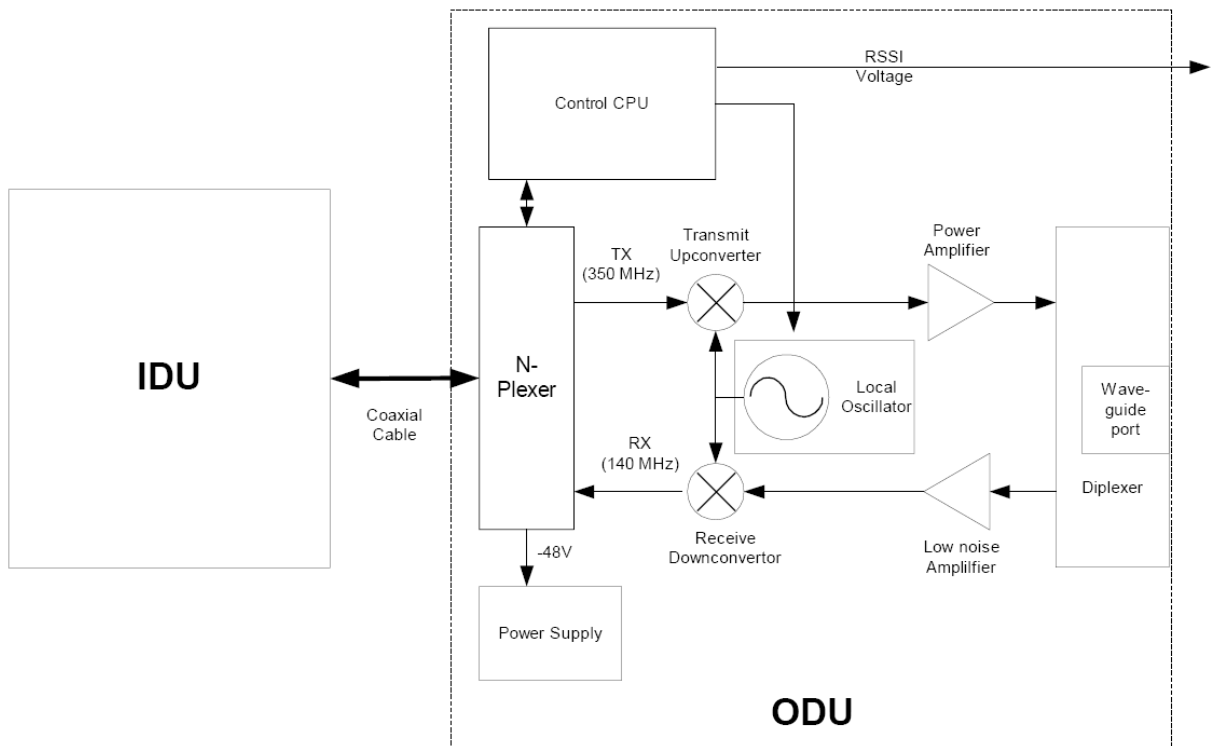 RSSI
Voltage
Control CPU
IDU
Coaxial
Cable
N-
Plexer
TX
(350 MHz)
Transmit
Upconverter
Power
Amplifier
Local
Oscillator
Wave-
guide
port
Diplexer
RX
(140 MHz)
Receive
Downconvertor
Low noise
Amplilfier
-48V
Power Supply
ODU